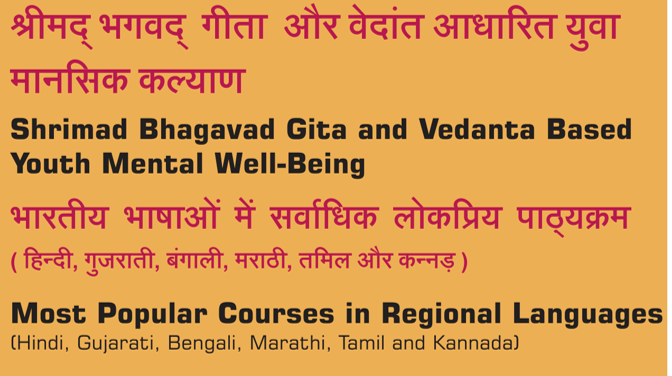 श्रीमद् भगवद् गीता और वेदांत आधारित युवा
मानसिक कल्याण
Shrimad Bhagavad Gita and Vedanta Based
Youth Mental Well-Being
भारतीय भाषाओं में सर्वाधिक लोकप्रिय पाठ्यक्रम
( हिन्दी, गुजराती, बंगाली, मराठी, तमिल और कन्नड़ )
Most Popular Courses in Regional Languages
(Hindi, Gujarati, Bengali, Marathi, Tamil and Kannada)